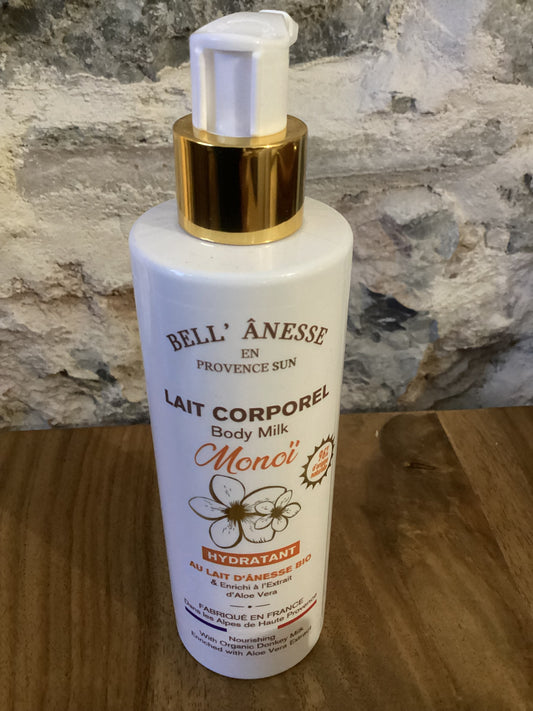 BELL' ÂNESSE
EN
PROVENCE SUN
LAIT CORPOREL
Body Milk
Monoï
HYDRATANT
AU LAIT D'ÂNESSE BIO
& Enrichi à l'Extrait
d'Aloe Vera
FABRIQUÉ EN FRANCE
Dans les Alpes de Haute Provence
Nourishing
With Organic Donkey Milk
Enriched with Aloe Vera Extract